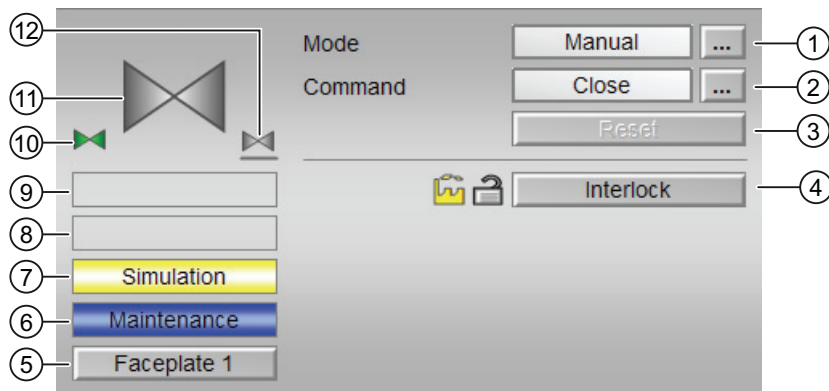 12
Mode Manual ... 1
11
Command Close ... 2
10
Reset 3
9
Interlock 4
8
7 Simulation
6 Maintenance
5 Faceplate 1